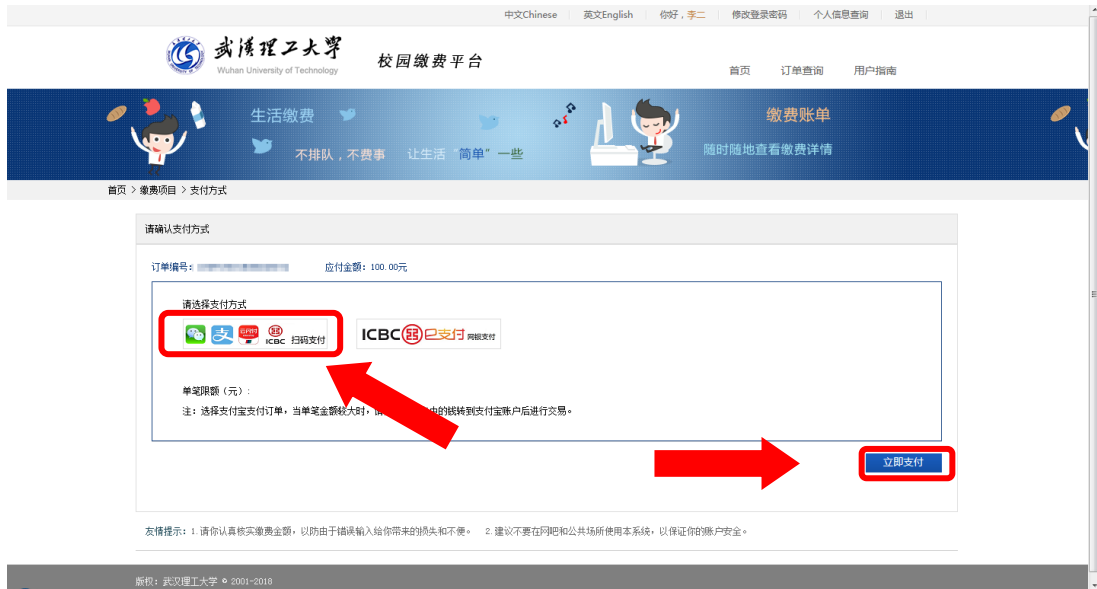 中文Chinese 英文English 你好，李二 修改登录密码 个人信息查询 退出
武汉理工大学
Wuhan University of Technology
校园缴费平台
首页 订单查询 用户指南
生活缴费
不排队，不费事 让生活“简单”一些
缴费账单
随时随地查看缴费详情
首页 > 缴费项目 > 支付方式
请确认支付方式
订单编号： 应付金额：100.00元
请选择支付方式
支 云闪付 ICBC 扫码支付
ICBC 已支付 网银支付
单笔限额（元）：
注：选择支付宝支付订单，当单笔金额较大时， 的钱转到支付宝账户后进行交易。
立即支付
友情提示：1.请你认真核实缴费金额，以防由于错误输入给你带来的损失和不便。 2.建议不要在网吧和公共场所使用本系统，以保证你的账户安全。
版权：武汉理工大学 © 2001-2018